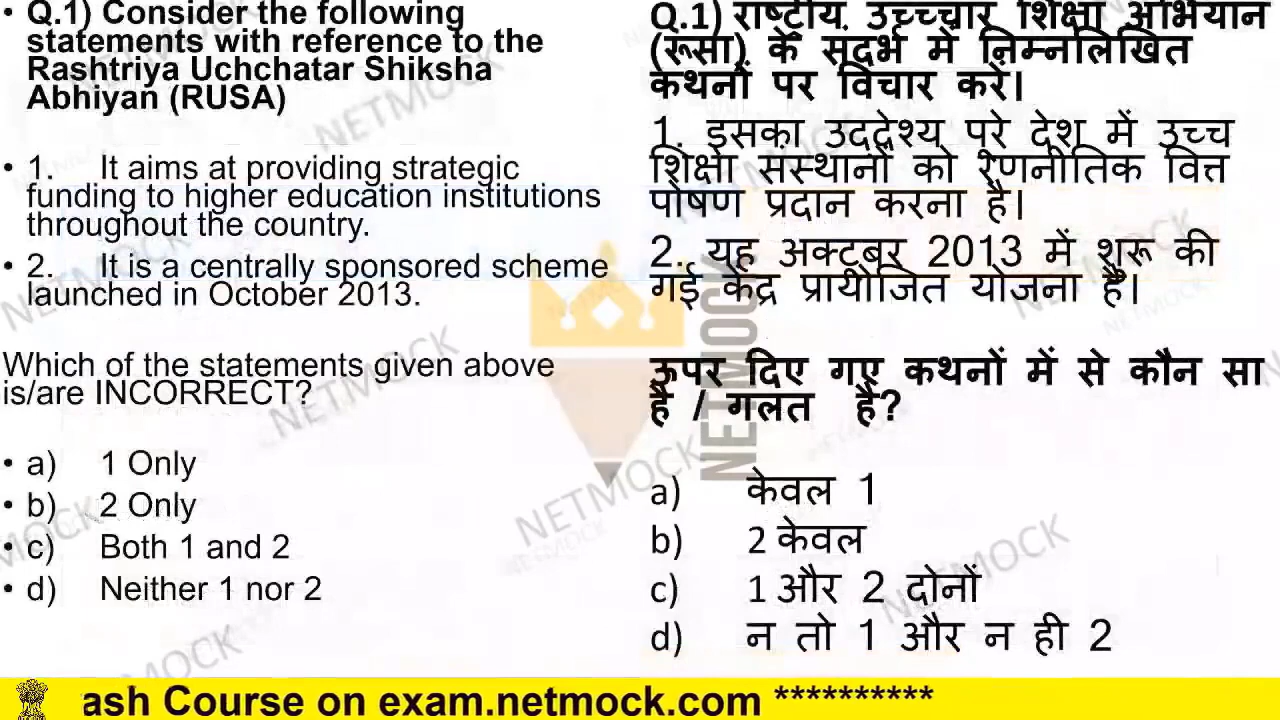 • Q.1) Consider the following
statements with reference to the
Rashtriya Uchchatar Shiksha
Abhiyan (RUSA)
• 1. It aims at providing strategic
funding to higher education institutions
throughout the country.
• 2. It is a centrally sponsored scheme
launched in October 2013.
Which of the statements given above
is/are INCORRECT?
• a) 1 Only
• b) 2 Only
• c) Both 1 and 2
• d) Neither 1 nor 2
Q.1) राष्ट्रीय उच्च्चार शिक्षा अभियान
(रूसा) के संदर्भ में निम्नलिखित
कथनों पर विचार करें।
1. इसका उद्देश्य पूरे देश में उच्च
शिक्षा संस्थानों को रणनीतिक वित्त
पोषण प्रदान करना है।
2. यह अक्टूबर 2013 में शुरू की
गई केंद्र प्रायोजित योजना है।
ऊपर दिए गए कथनों में से कौन सा
है / गलत है?
a) केवल 1
b) 2 केवल
c) 1 और 2 दोनों
d) न तो 1 और न ही 2
NETMOCK
ash Course on exam.netmock.com **********